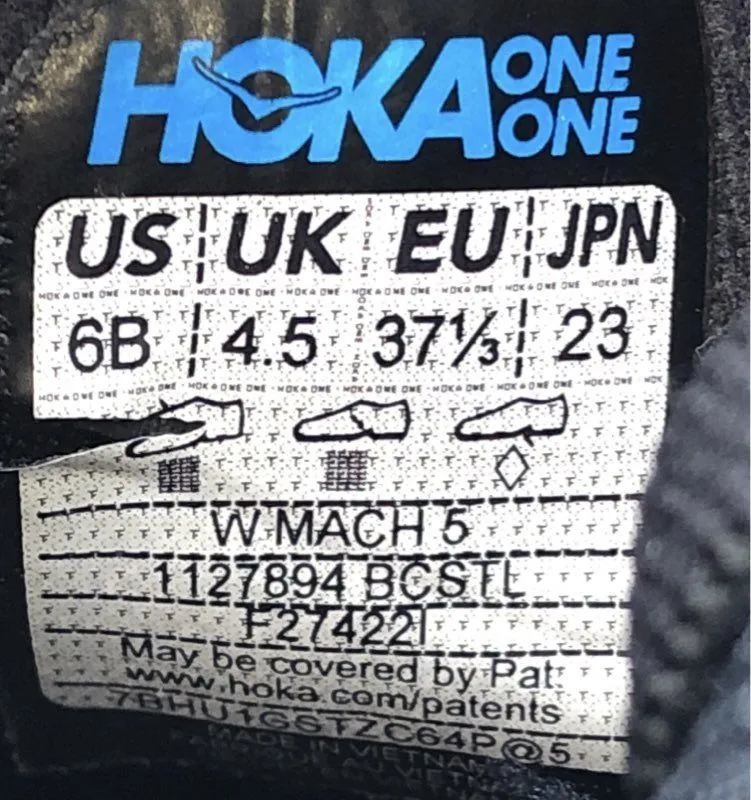 HOKA ONE ONE
US UK EU JPN
6B 4.5 37⅓ 23
W MACH 5
1127894 BCSTL
F27422I
May be covered by Pat:
www.hoka.com/patents
7BHU1GSTZC64P@5
MADE IN VIETNAM